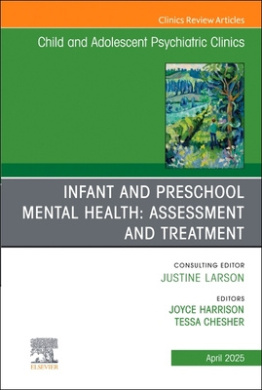 Clinics Review Articles
Child and Adolescent Psychiatric Clinics
INFANT AND PRESCHOOL
MENTAL HEALTH: ASSESSMENT
AND TREATMENT
CONSULTING EDITOR
JUSTINE LARSON
EDITORS
JOYCE HARRISON
TESSA CHESHER
ELSEVIER
April 2025